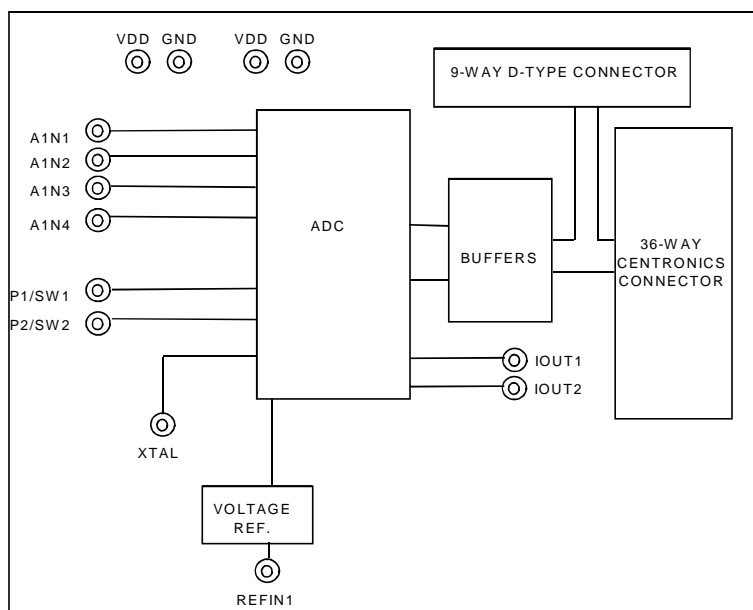 VDD GND VDD GND
9-WAY D-TYPE CONNECTOR
A1N1
A1N2
A1N3
A1N4
ADC
BUFFERS
36-WAY
CENTRONICS
CONNECTOR
P1/SW1
P2/SW2
IOUT1
IOUT2
XTAL
VOLTAGE
REF.
REFIN1